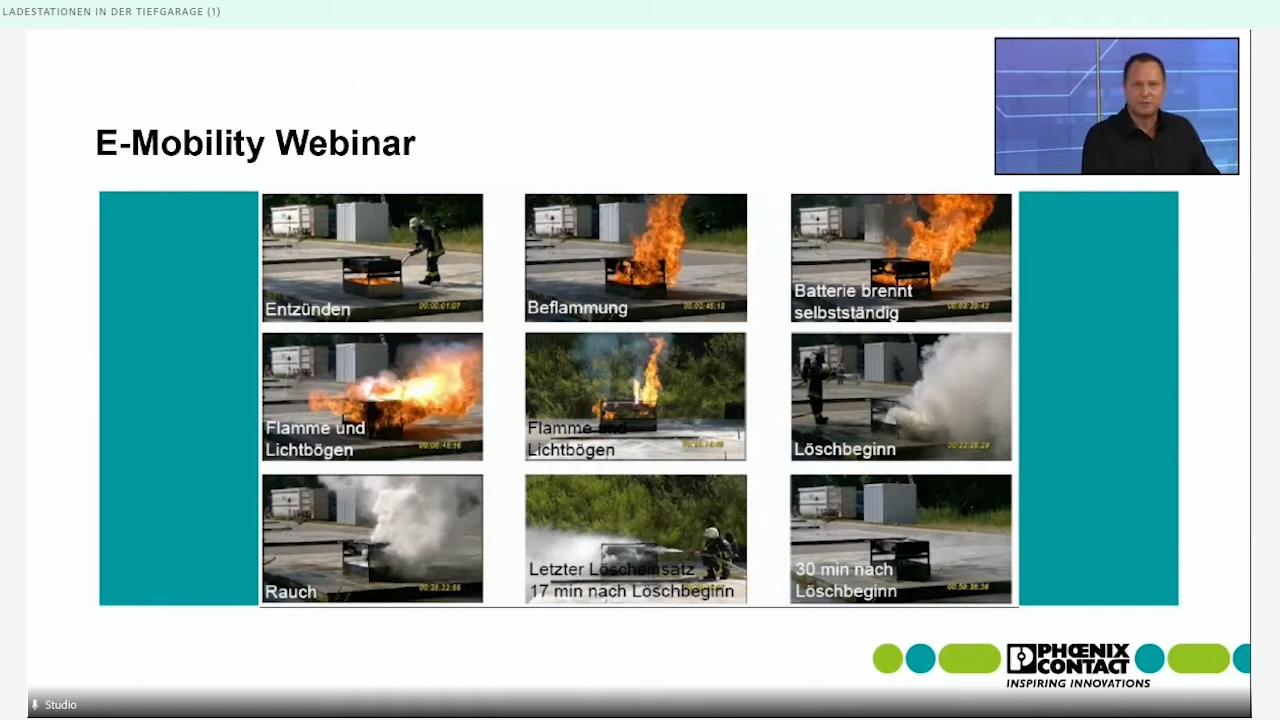 LADESTATIONEN IN DER TIEFGARAGE (1)
E-Mobility Webinar
Entzünden
Beflammung
Batterie brennt
selbstständig
Flamme und
Lichtbögen
Flamme und
Lichtbögen
Löschbeginn
Rauch
Letzter Löscheinsatz
17 min nach Löschbeginn
30 min nach
Löschbeginn
PHŒNIX
CONTACT
INSPIRING INNOVATIONS
Studio